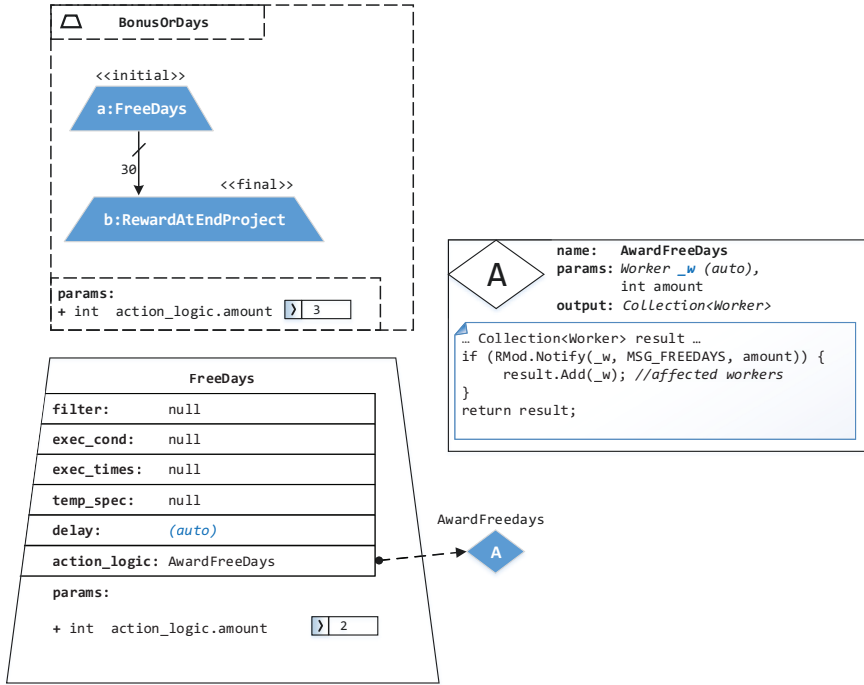 BonusOrDays
<<initial>>
a:FreeDays
30
<<final>>
b:RewardAtEndProject
params:
+ int action_logic.amount 3
A
name: AwardFreeDays
params: Worker _w (auto),
int amount
output: Collection<Worker>
… Collection<Worker> result …
if (RMod.Notify(_w, MSG_FREEDAYS, amount)) {
result.Add(_w); //affected workers
}
return result;
FreeDays
filter: null
exec_cond: null
exec_times: null
temp_spec: null
delay: (auto)
action_logic: AwardFreeDays
params:
+ int action_logic.amount 2
AwardFreedays
A